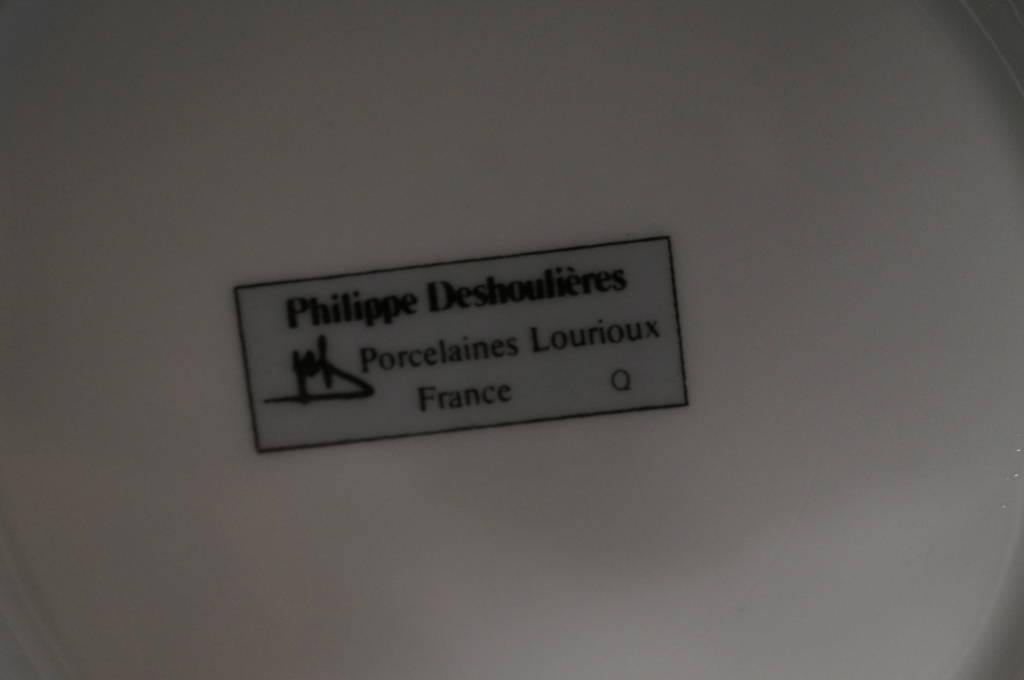 Philippe Deshoulières
Porcelaines Lourioux
France Q